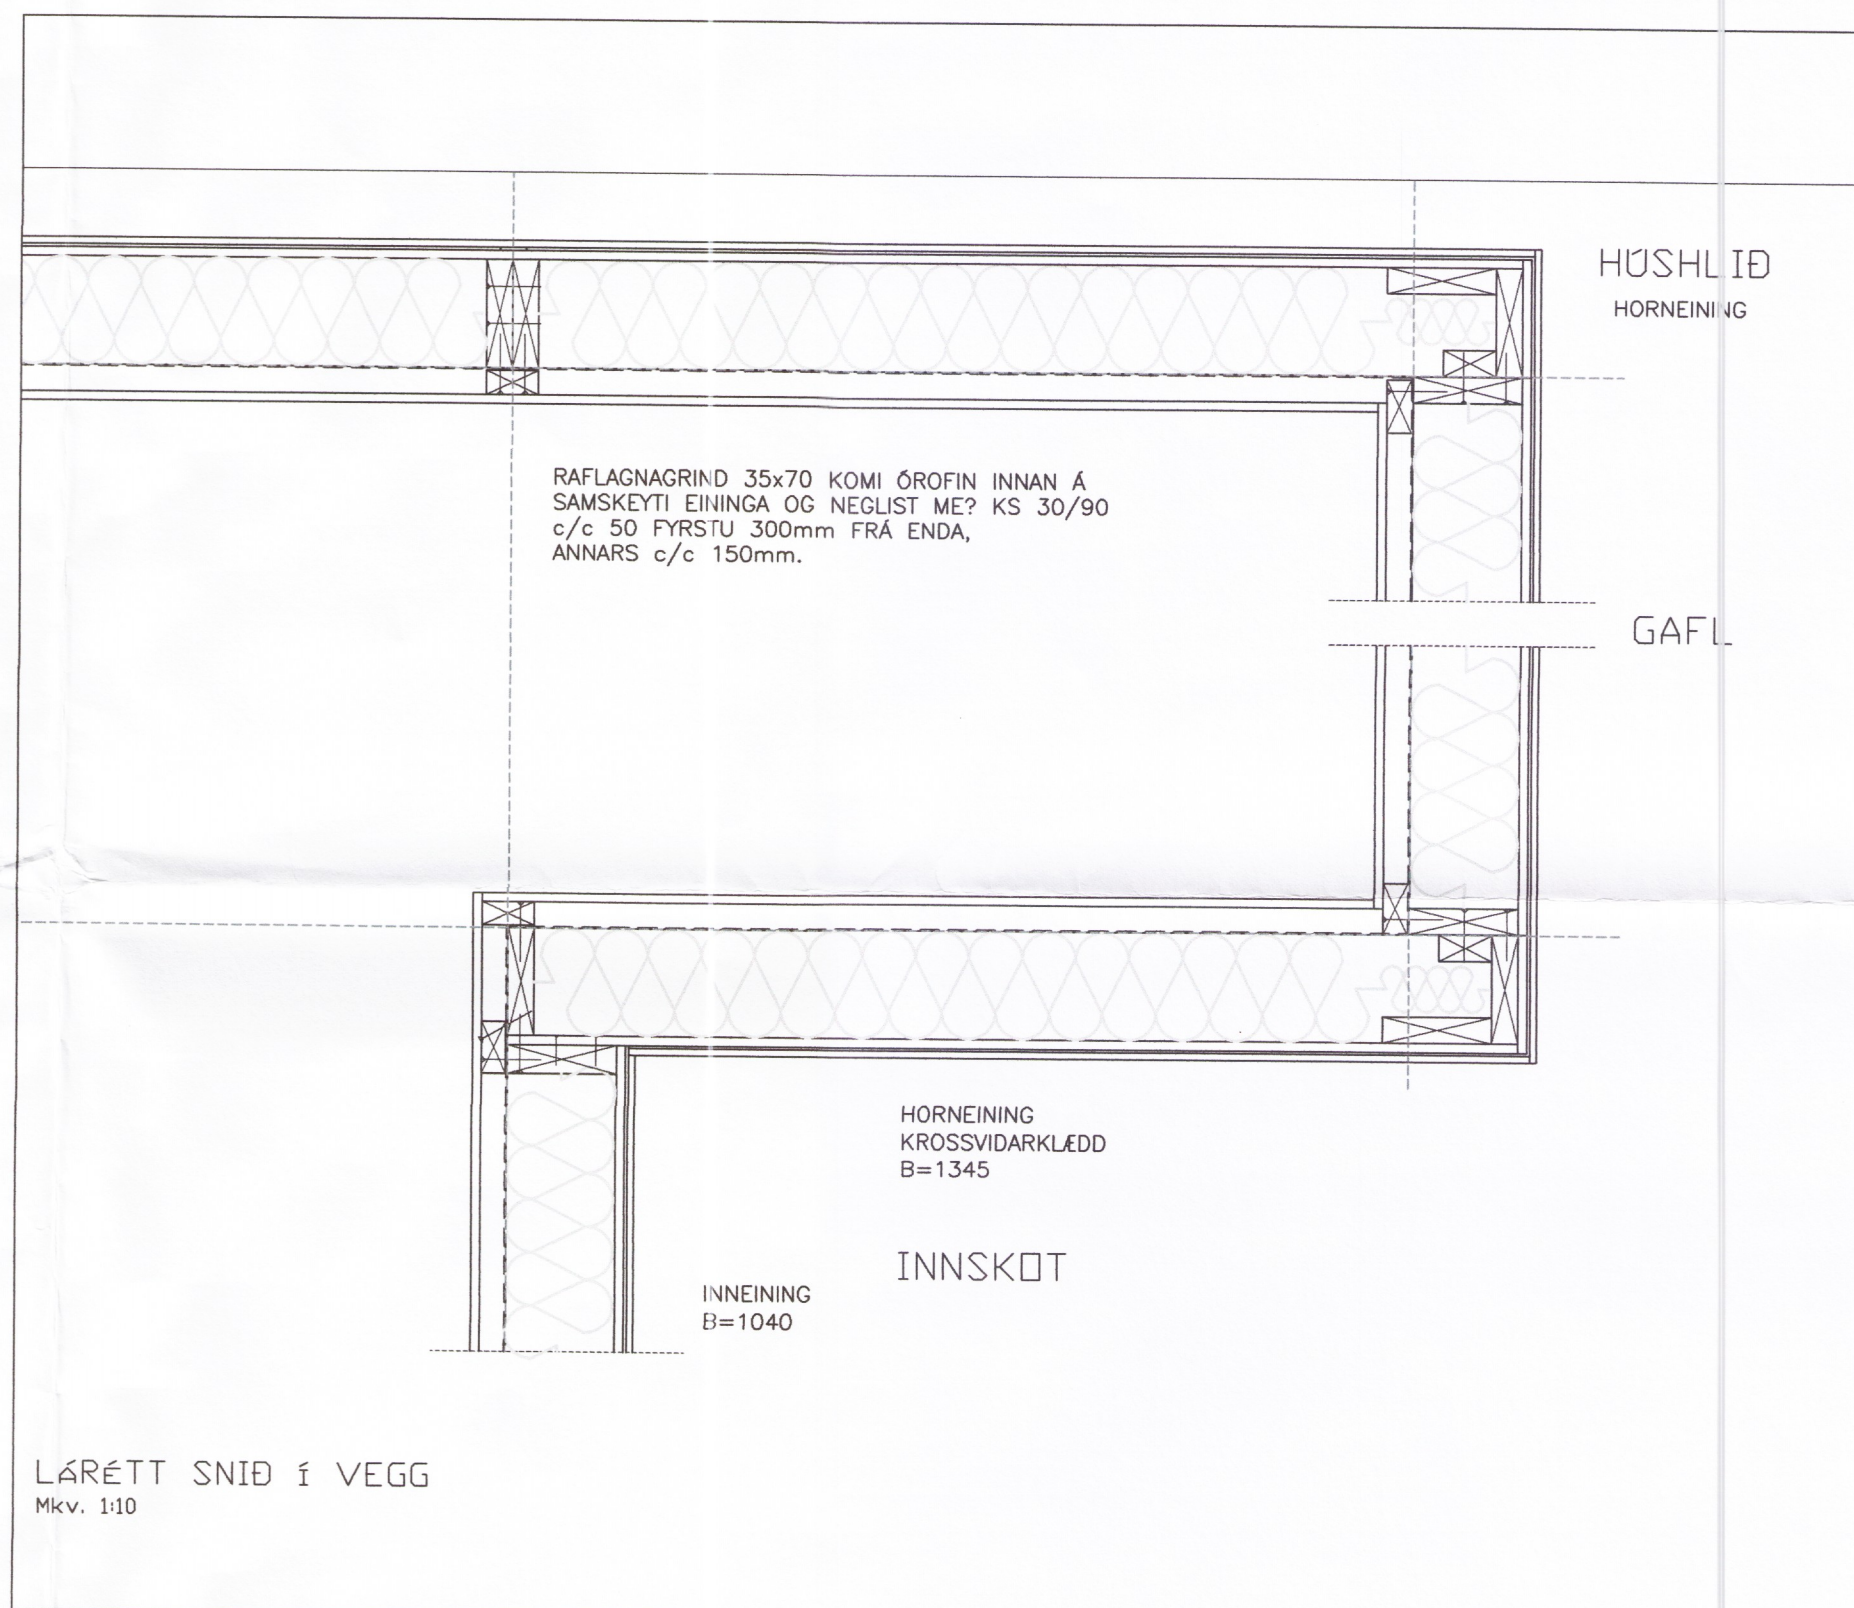 HÚSHLIÐ
HORNEINING
RAFLAGNAGRIND 35x70 KOMI ÓROFIN INNAN Á
SAMSKEYTI EININGA OG NEGLIST ME? KS 30/90
c/c 50 FYRSTU 300mm FRÁ ENDA,
ANNARS c/c 150mm.
GAFL
HORNEINING
KROSSVIDARKLÆDD
B=1345
INNSKOT
INNEINING
B=1040
LÁRÉTT SNIÐ Í VEGG
Mkv. 1:10